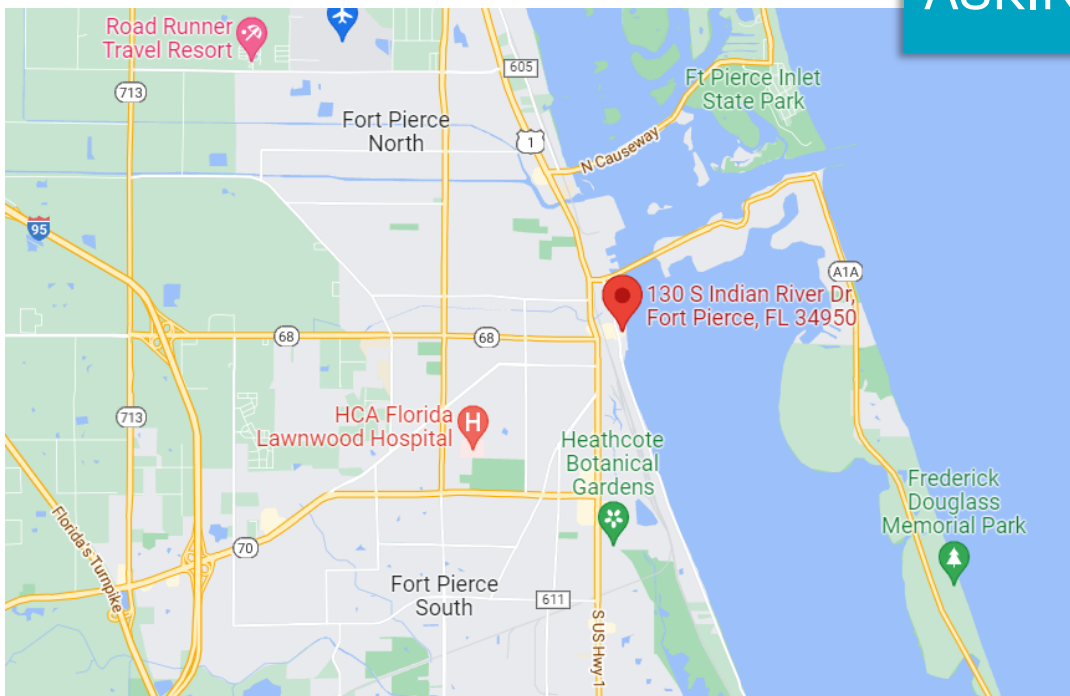 ASKIN
Road Runner
Travel Resort
605
Ft Pierce Inlet
State Park
713
Fort Pierce
North
1
N Causeway
95
A1A
130 S Indian River Dr,
Fort Pierce, FL 34950
68
68
713
HCA Florida
Lawnwood Hospital
H
Heathcote
Botanical
Gardens
Frederick
Douglass
Memorial Park
Florida's Turnpike
70
Fort Pierce
South
611
S US Hwy 1